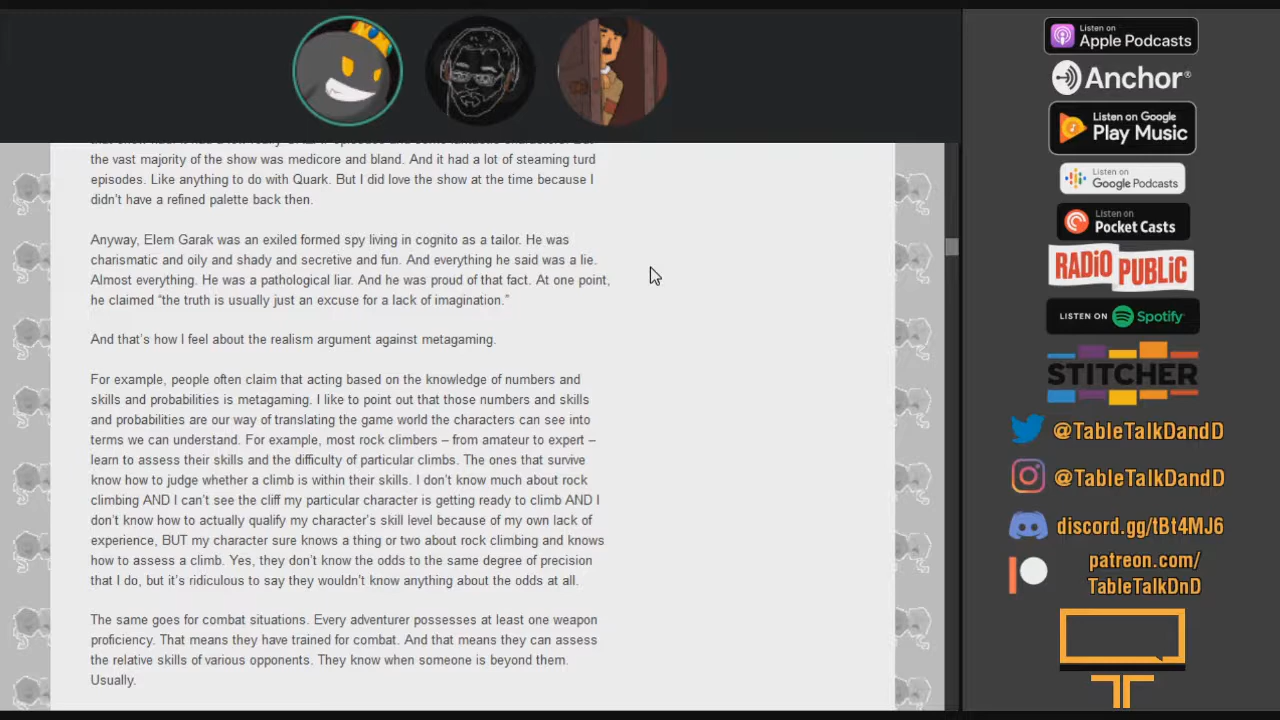 the vast majority of the show was medicore and bland. And it had a lot of steaming turd
episodes. Like anything to do with Quark. But I did love the show at the time because I
didn't have a refined palette back then.
Anyway, Elem Garak was an exiled formed spy living in cognito as a tailor. He was
charismatic and oily and shady and secretive and fun. And everything he said was a lie.
Almost everything. He was a pathological liar. And he was proud of that fact. At one point,
he claimed “the truth is usually just an excuse for a lack of imagination.”
And that's how I feel about the realism argument against metagaming.
For example, people often claim that acting based on the knowledge of numbers and
skills and probabilities is metagaming. I like to point out that those numbers and skills
and probabilities are our way of translating the game world the characters can see into
terms we can understand. For example, most rock climbers – from amateur to expert –
learn to assess their skills and the difficulty of particular climbs. The ones that survive
know how to judge whether a climb is within their skills. I don't know much about rock
climbing AND I can't see the cliff my particular character is getting ready to climb AND I
don't know how to actually qualify my character's skill level because of my own lack of
experience, BUT my character sure knows a thing or two about rock climbing and knows
how to assess a climb. Yes, they don't know the odds to the same degree of precision
that I do, but it's ridiculous to say they wouldn't know anything about the odds at all.
The same goes for combat situations. Every adventurer possesses at least one weapon
proficiency. That means they have trained for combat. And that means they can assess
the relative skills of various opponents. They know when someone is beyond them.
Usually.
Listen on
Apple Podcasts
Anchor®
Listen on Google
Play Music
Listen on
Google Podcasts
Listen on
Pocket Casts
RADiO PUBLiC
LISTEN ON Spotify
STITCHER
@TableTalkDandD
@TableTalkDandD
discord.gg/tBt4MJ6
patreon.com/
TableTalkDnD